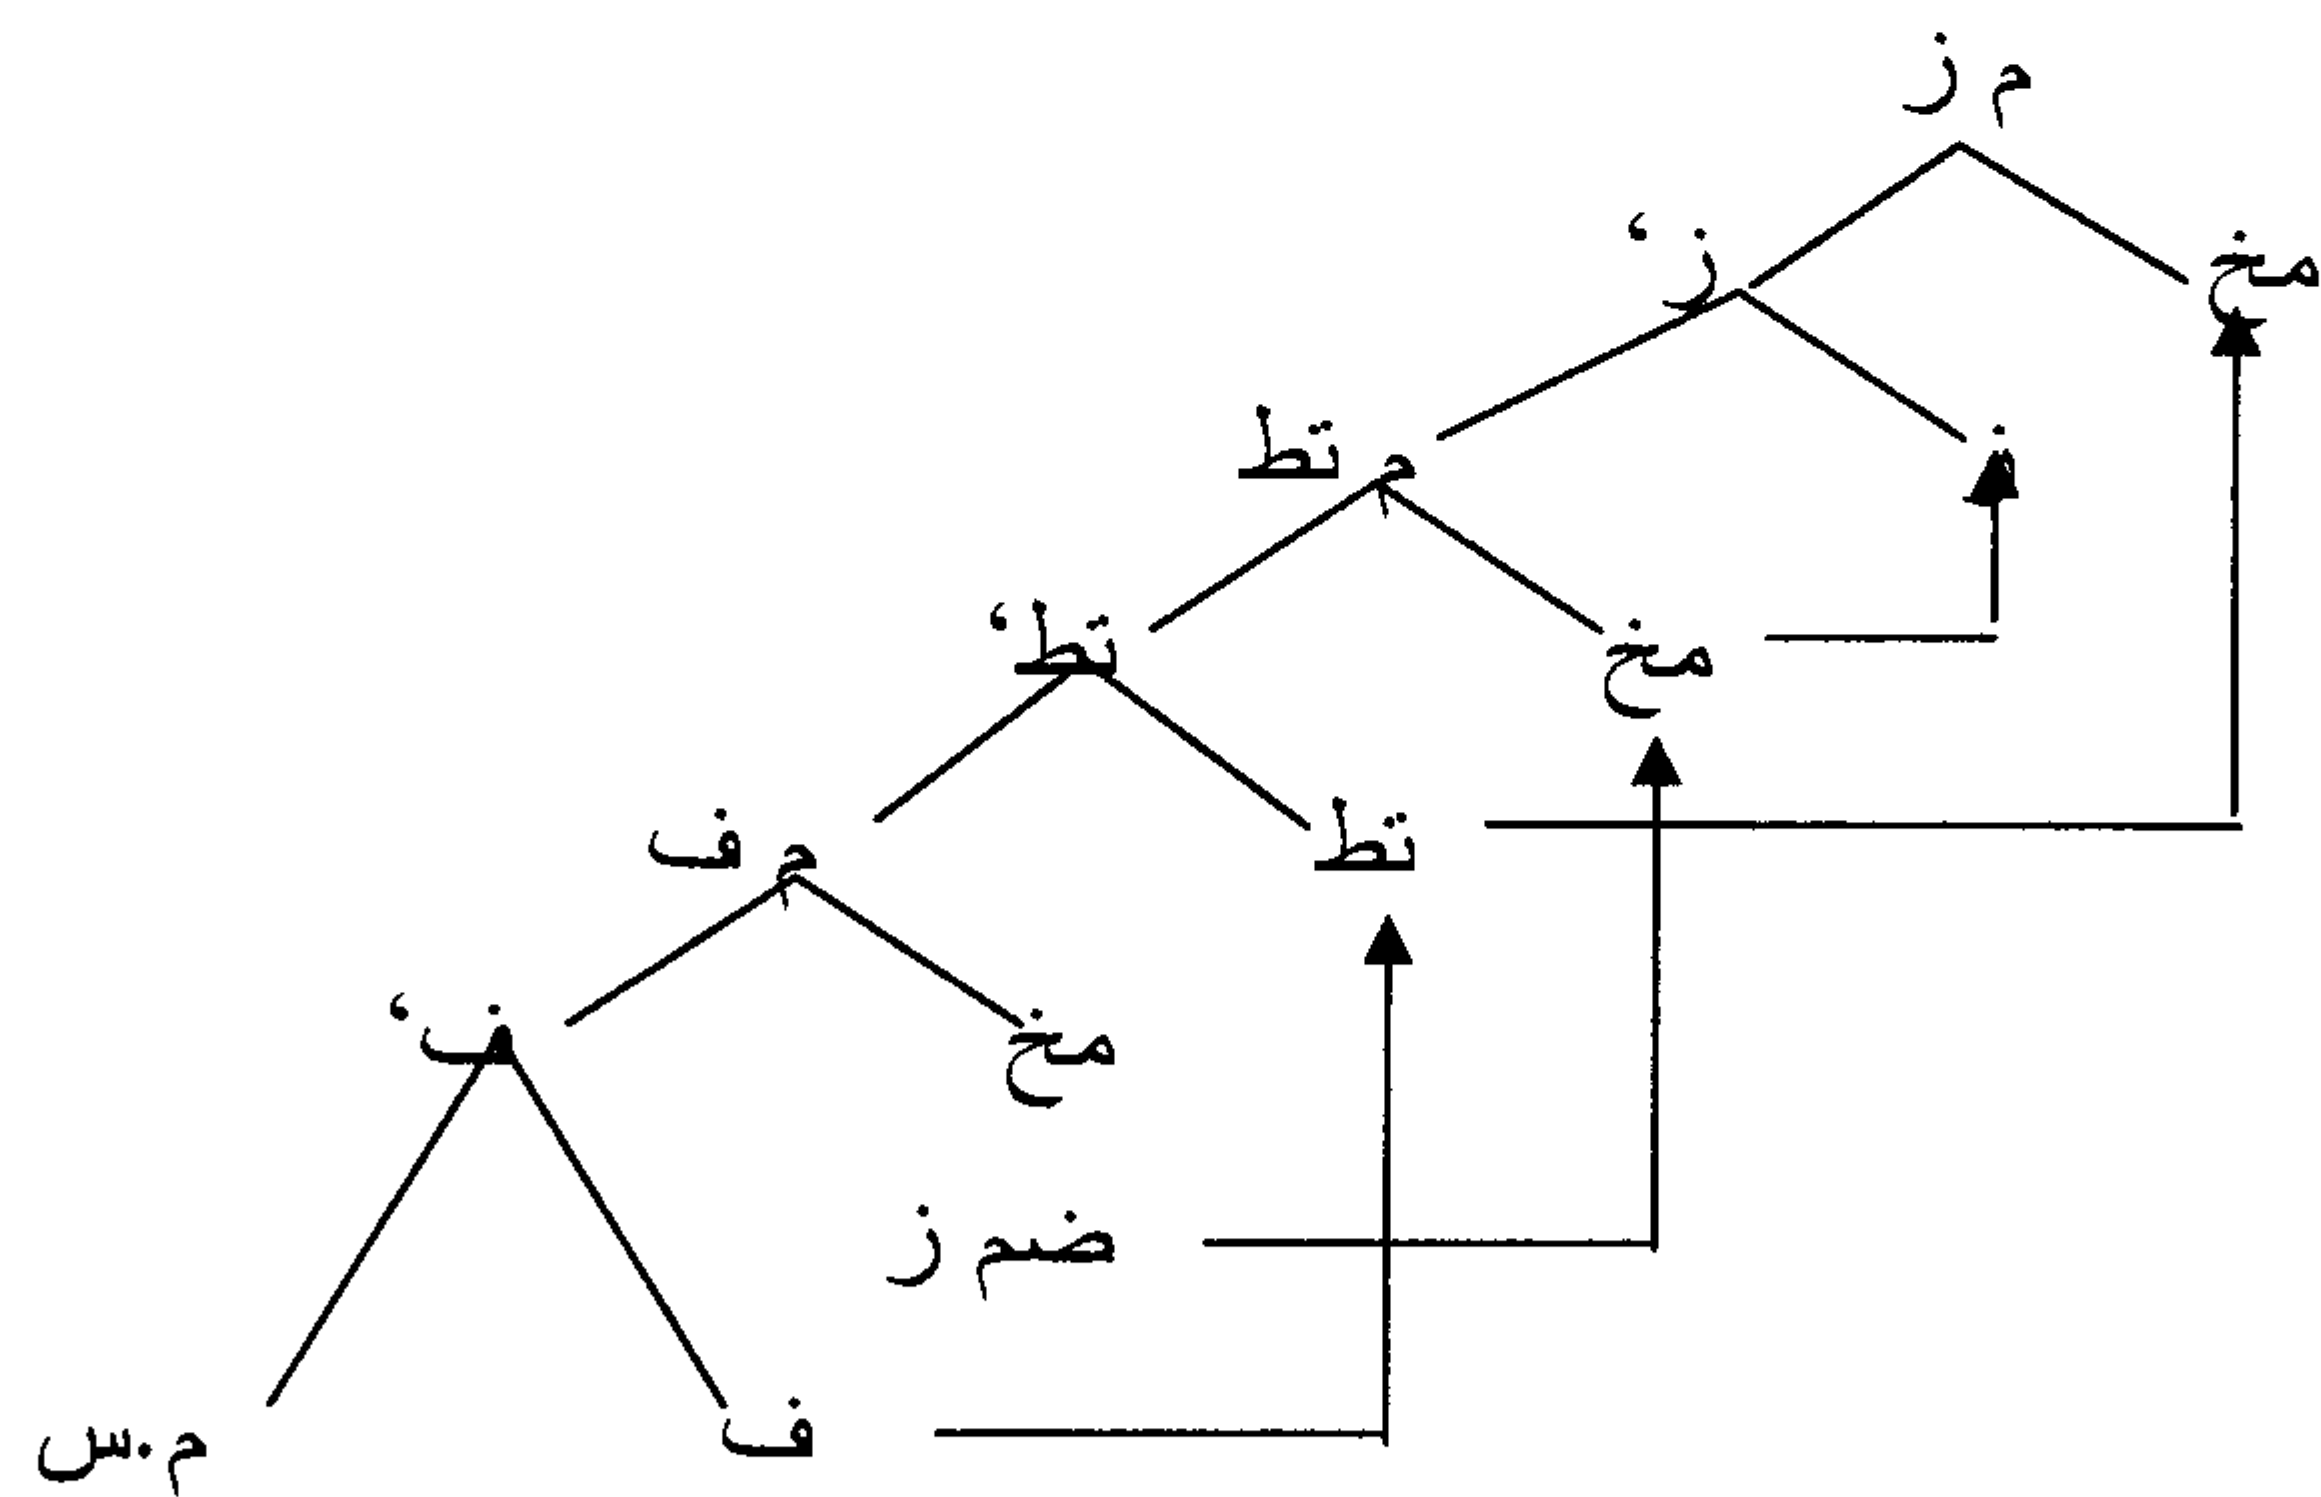 م ز
مخ
ز ‘
م تط
مخ
تط ‘
تط
م ف
مخ
ف ‘
ضم ز
ف
م.س